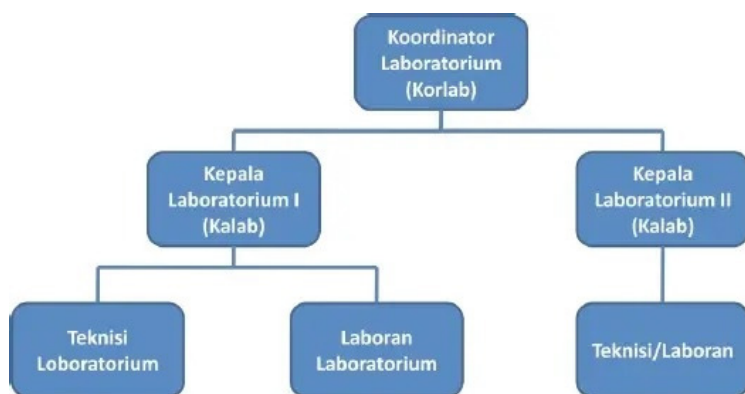 Koordinator
Laboratorium
(Korlab)
Kepala
Laboratorium I
(Kalab)
Kepala
Laboratorium II
(Kalab)
Teknisi
Loboratorium
Laboran
Laboratorium
Teknisi/Laboran